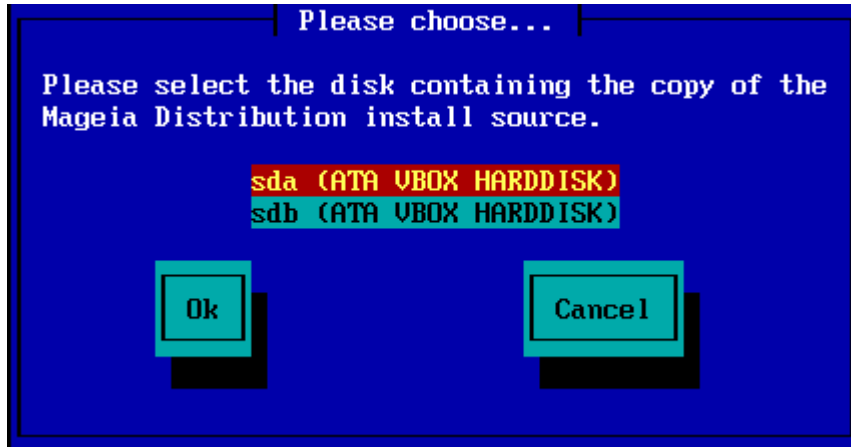 Please choose...
Please select the disk containing the copy of the
Mageia Distribution install source.
sda (ATA VBOX HARDDISK)
sdb (ATA VBOX HARDDISK)
Ok Cancel